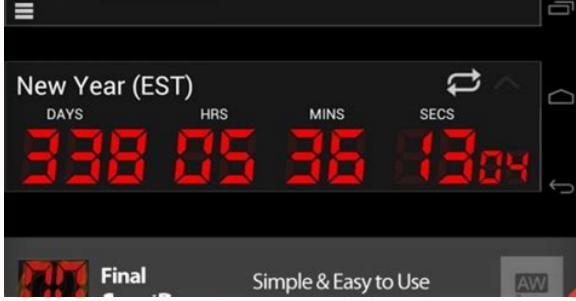 New Year (EST)
DAYS HRS MINS SECS
338 05 36 13 04
Final Simple & Easy to Use
AW